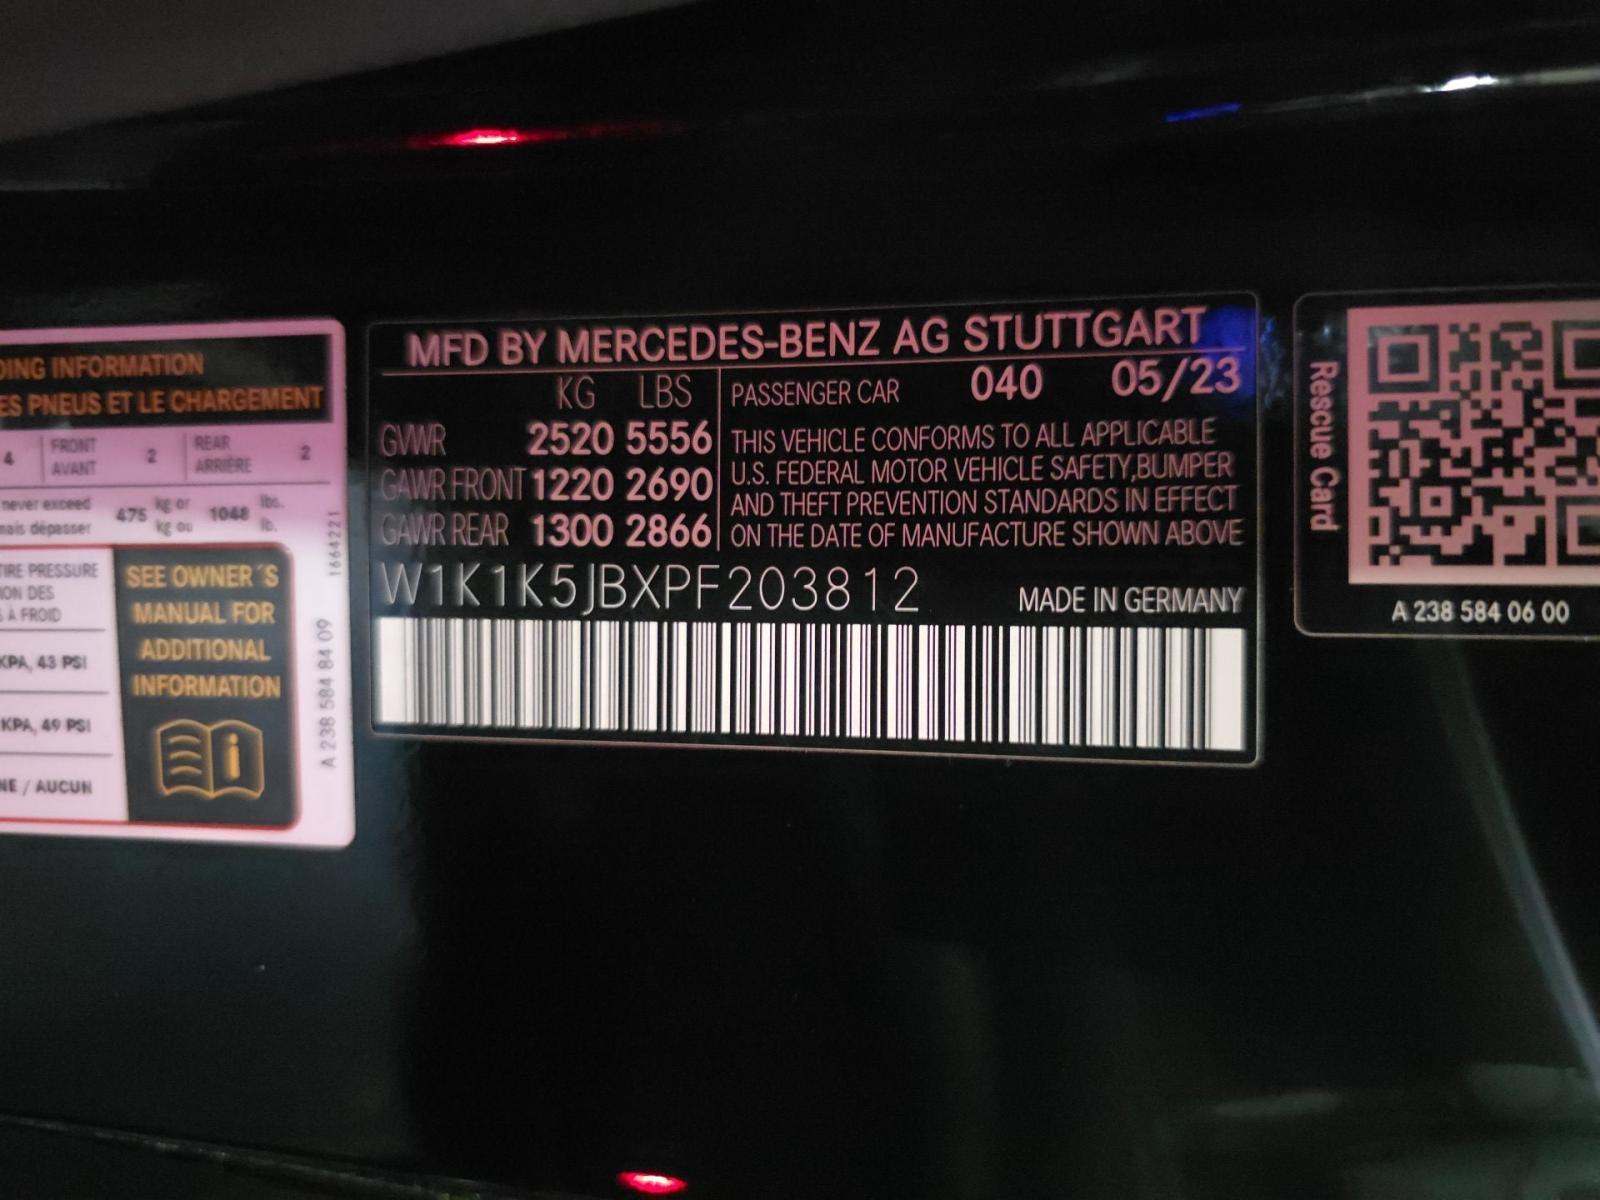 DING INFORMATION
ES PNEUS ET LE CHARGEMENT
4 FRONT AVANT 2 REAR ARRIÈRE 2
never exceed 475 kg or 1048 lbs.
mais dépasser kg ou lb.
TIRE PRESSURE
ION DES
S À FROID
KPA, 43 PSI
KPA, 49 PSI
NE / AUCUN
SEE OWNER´S
MANUAL FOR
ADDITIONAL
INFORMATION
1664221
A 238 584 84 09
MFD BY MERCEDES-BENZ AG STUTTGART
KG LBS
GVWR 2520 5556
GAWR FRONT 1220 2690
GAWR REAR 1300 2866
PASSENGER CAR 040 05/23
THIS VEHICLE CONFORMS TO ALL APPLICABLE
U.S. FEDERAL MOTOR VEHICLE SAFETY,BUMPER
AND THEFT PREVENTION STANDARDS IN EFFECT
ON THE DATE OF MANUFACTURE SHOWN ABOVE
W1K1K5JBXPF203812
MADE IN GERMANY
Rescue Card
A 238 584 06 00